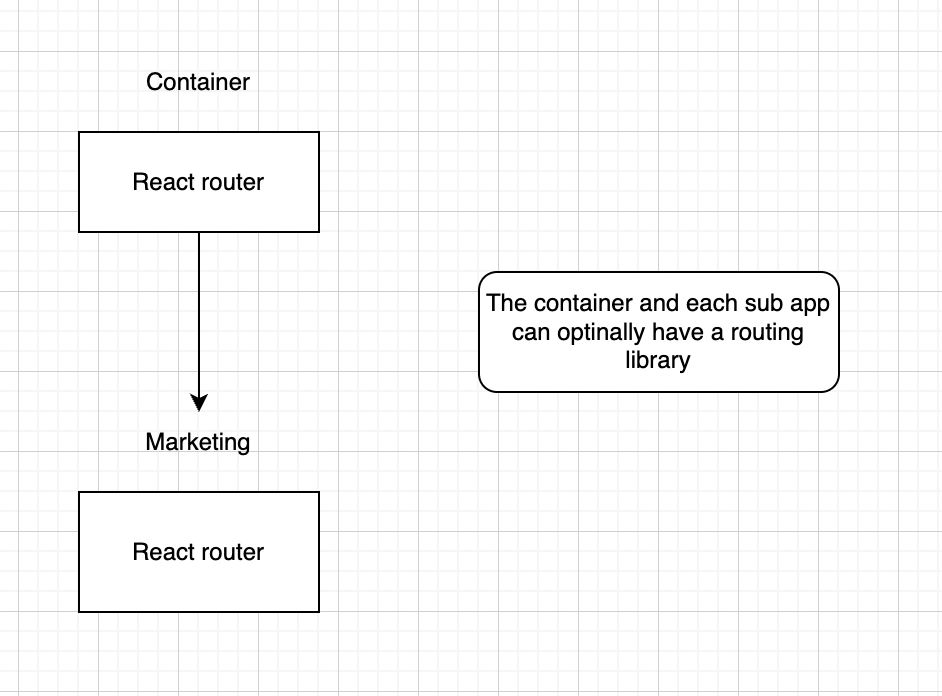 Container
React router
The container and each sub app
can optinally have a routing
library
Marketing
React router